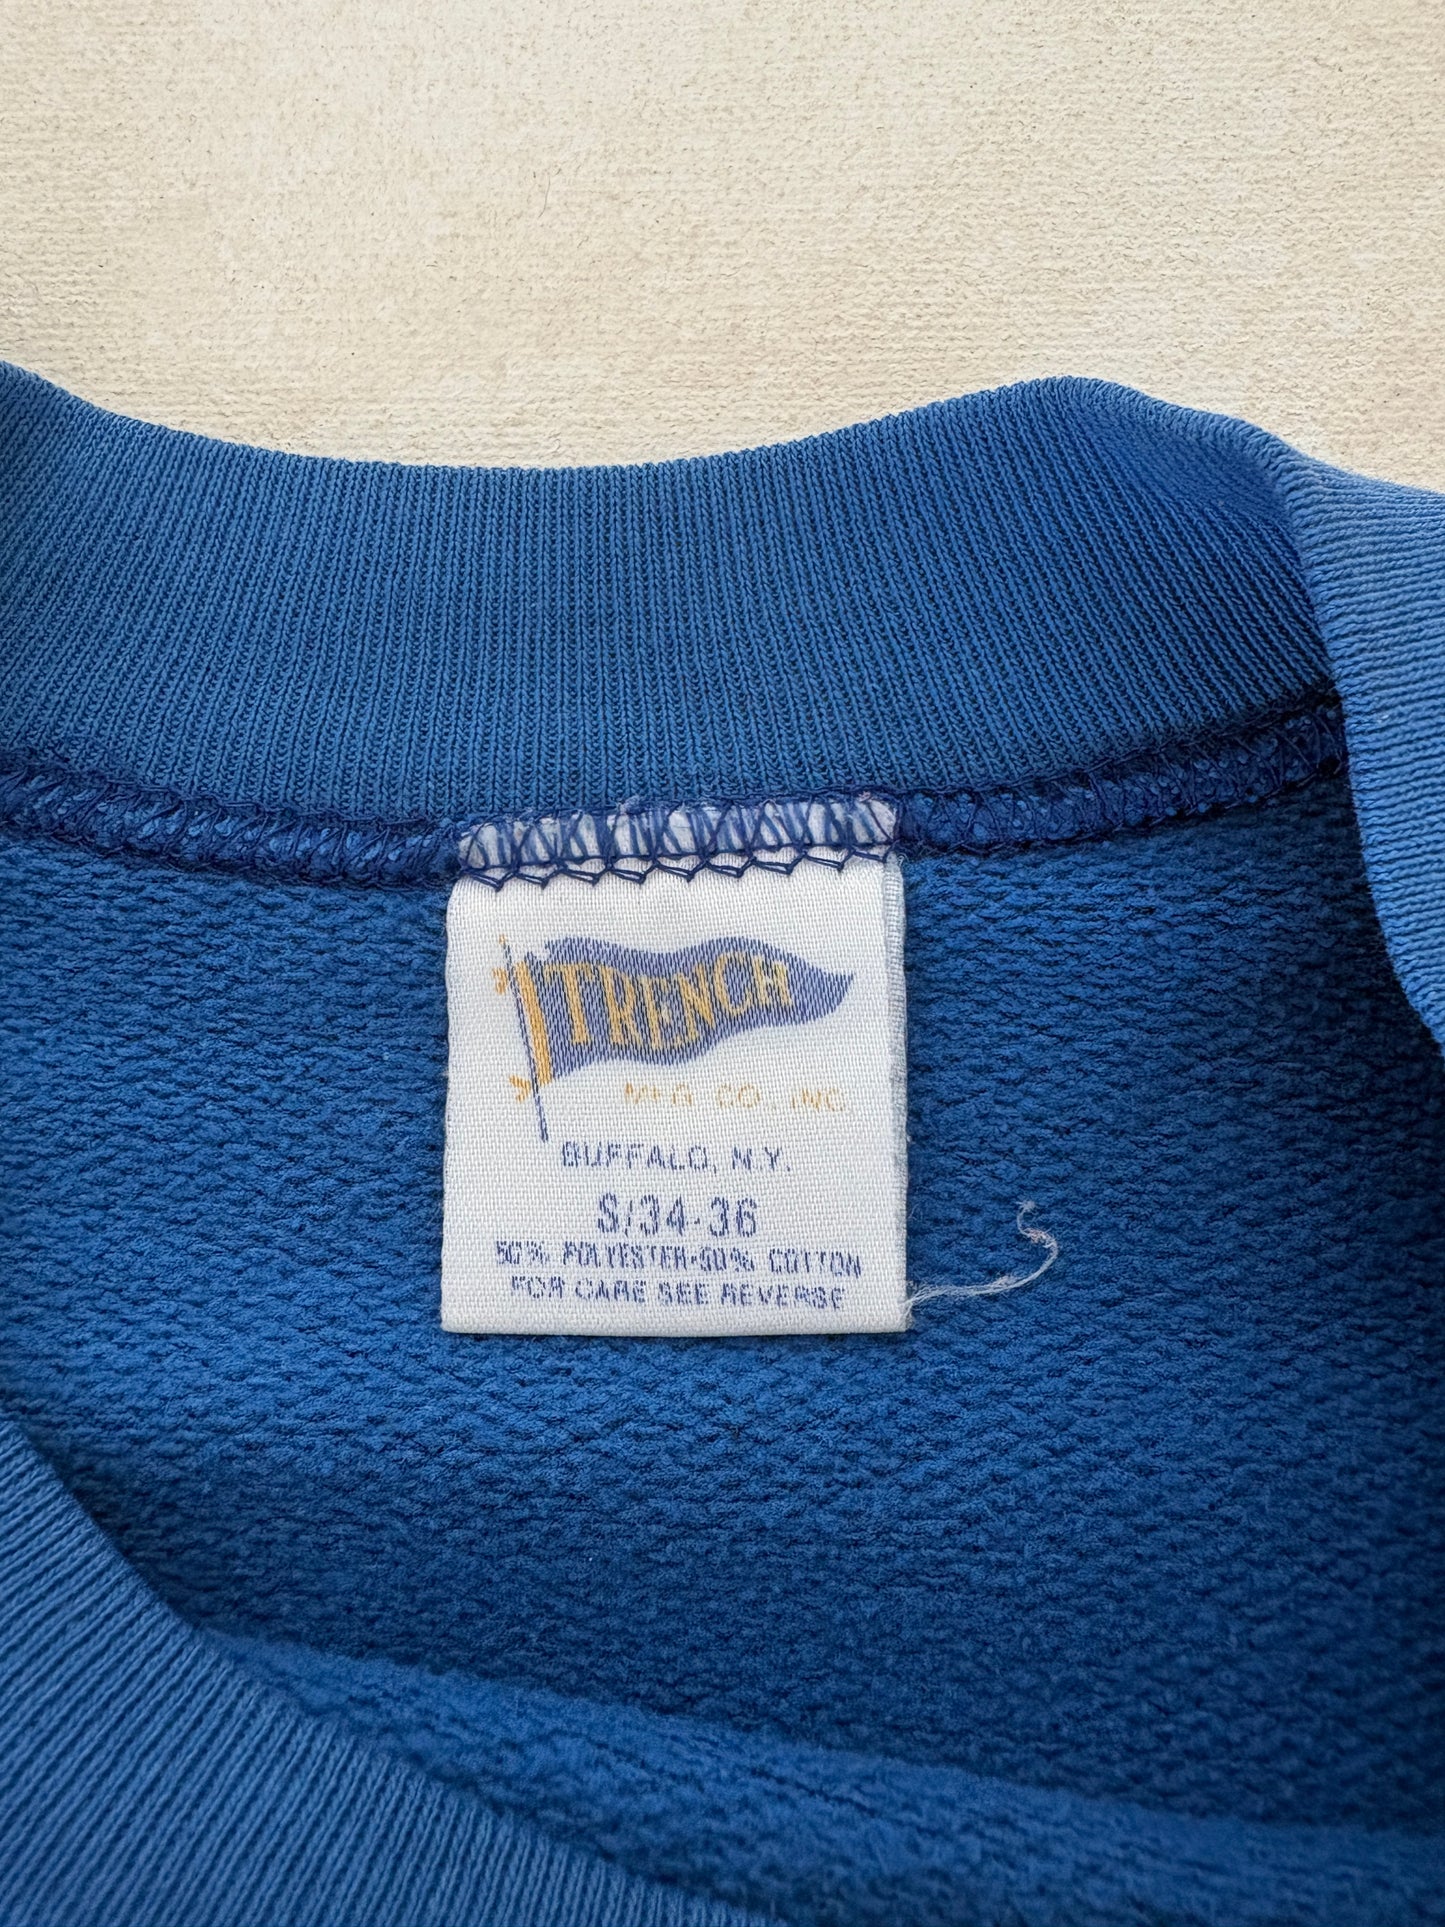 TRENCH
MFG CO., INC.
BUFFALO, N.Y.
S/34-36
50% POLYESTER•50% COTTON
FOR CARE SEE REVERSE